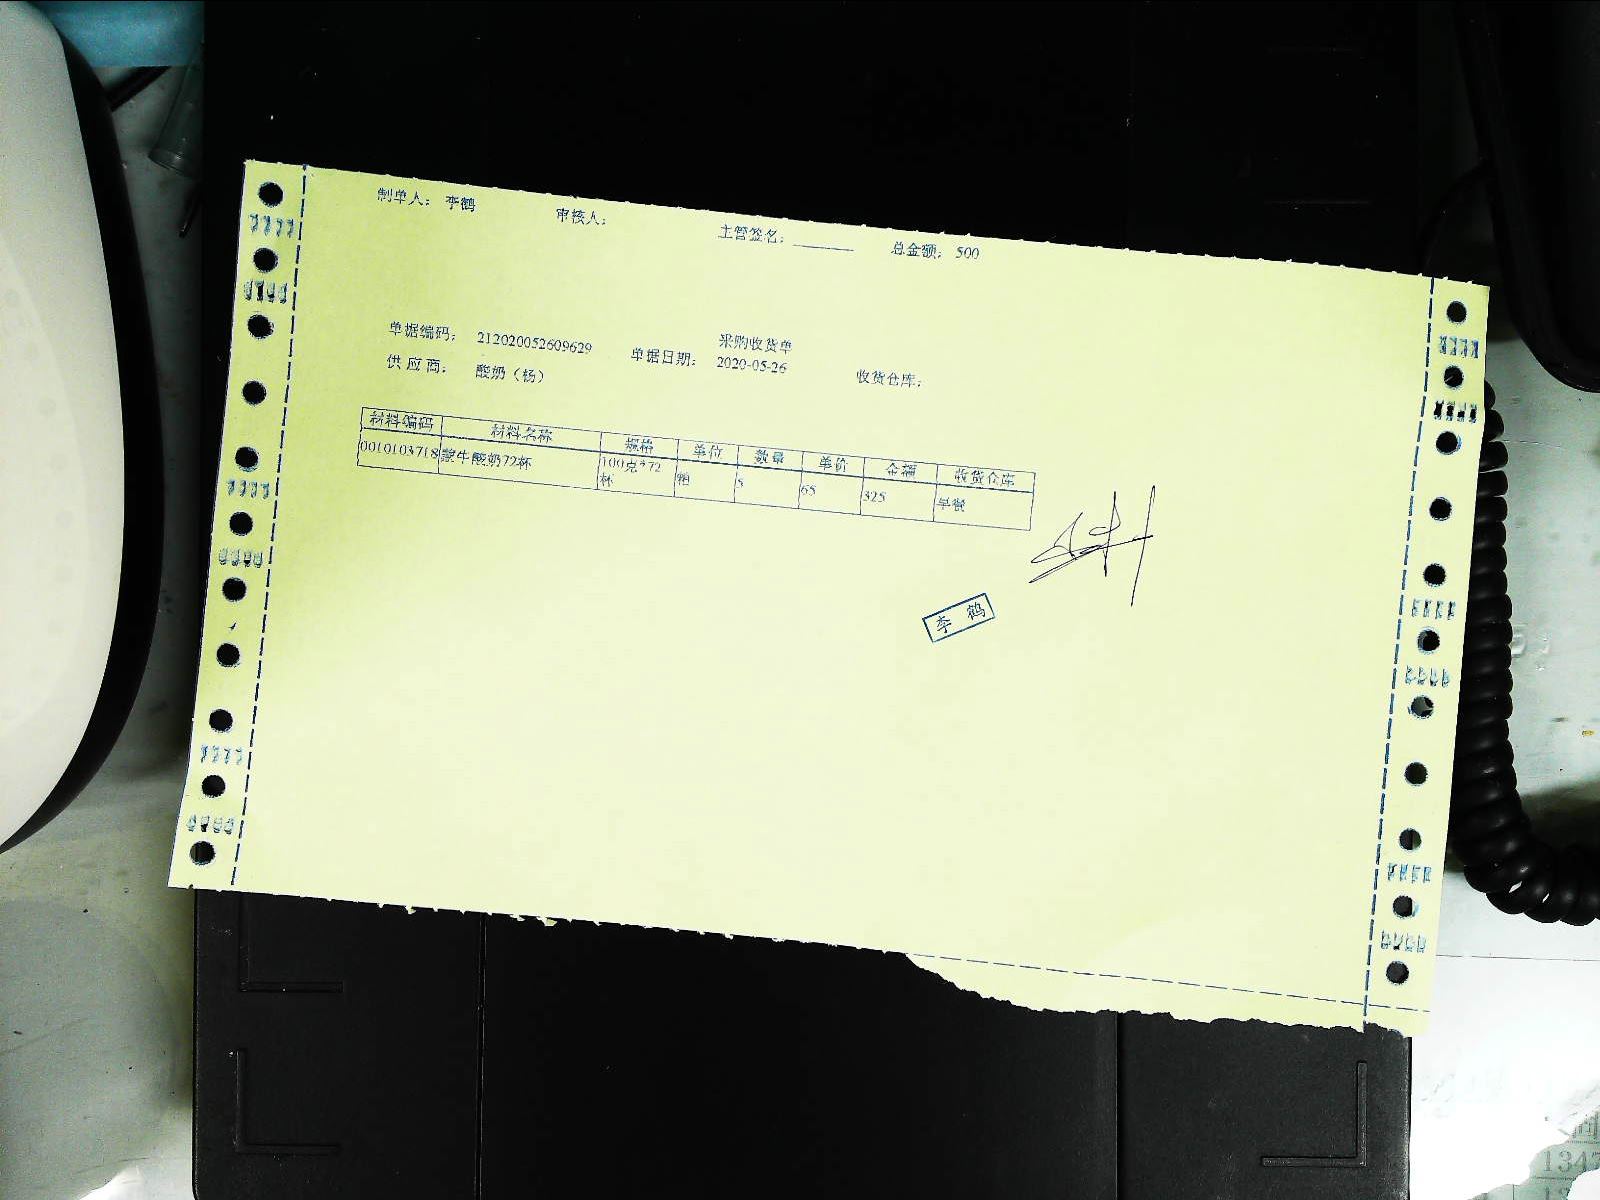 制单人： 李鹤 审核人： 主管签名：______ 总金额： 500
采购收货单
单据编码： 212020052609629 单据日期： 2020-05-26 收货仓库：
供 应 商： 酸奶（杨）
材料编码 材料名称 规格 单位 数量 单价 金额 收货仓库
0010103718 蒙牛酸奶72杯 100克*72杯 箱 5 65 325 早餐
李 鹤